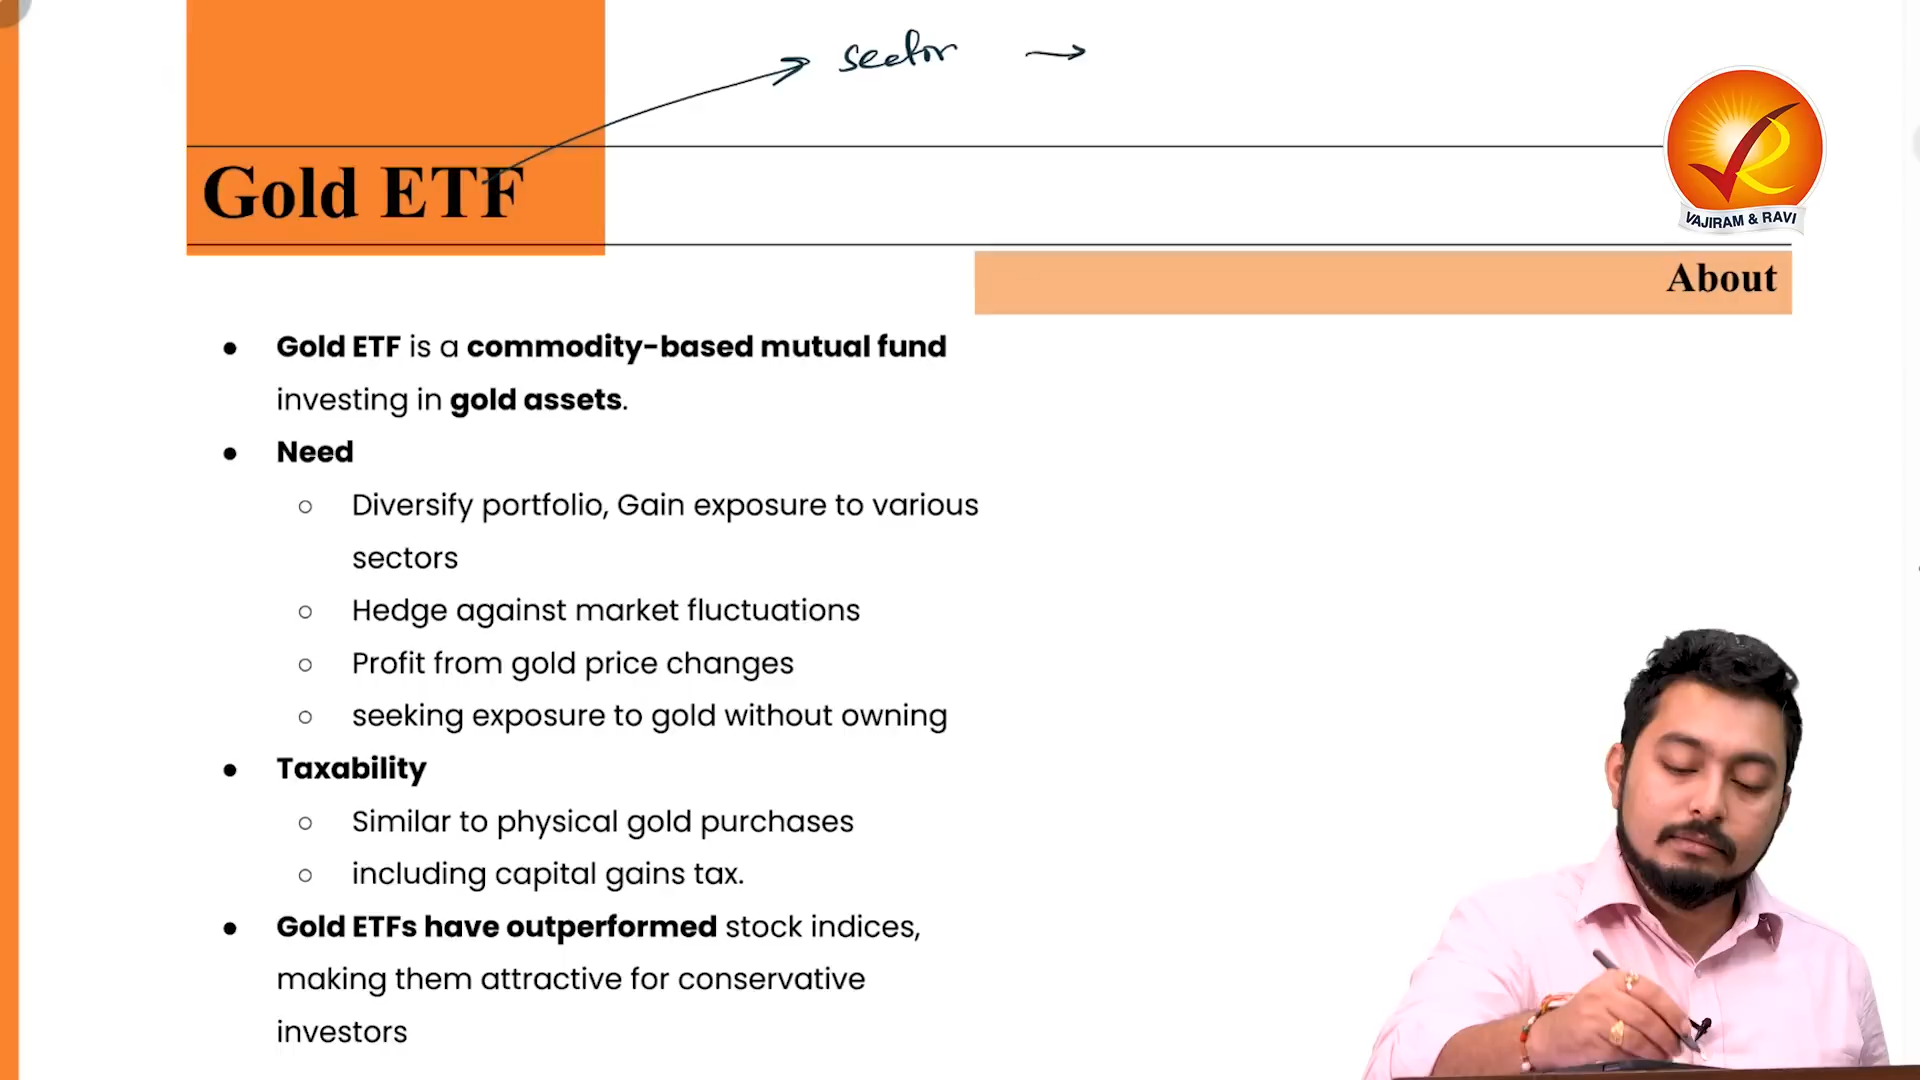 sector →
Gold ETF
VAJIRAM & RAVI
About
● Gold ETF is a commodity-based mutual fund
investing in gold assets.
● Need
○ Diversify portfolio, Gain exposure to various
sectors
○ Hedge against market fluctuations
○ Profit from gold price changes
○ seeking exposure to gold without owning
● Taxability
○ Similar to physical gold purchases
○ including capital gains tax.
● Gold ETFs have outperformed stock indices,
making them attractive for conservative
investors